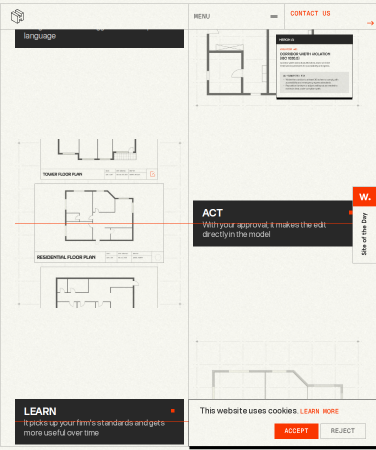 MENU
CONTACT US
language
CORRIDOR WIDTH VIOLATION
TOWER FLOOR PLAN
RESIDENTIAL FLOOR PLAN
ACT
With your approval, it makes the edit
directly in the model
W.
Site of the Day
LEARN
It picks up your firm's standards and gets
more useful over time
This website uses cookies. LEARN MORE
ACCEPT
REJECT